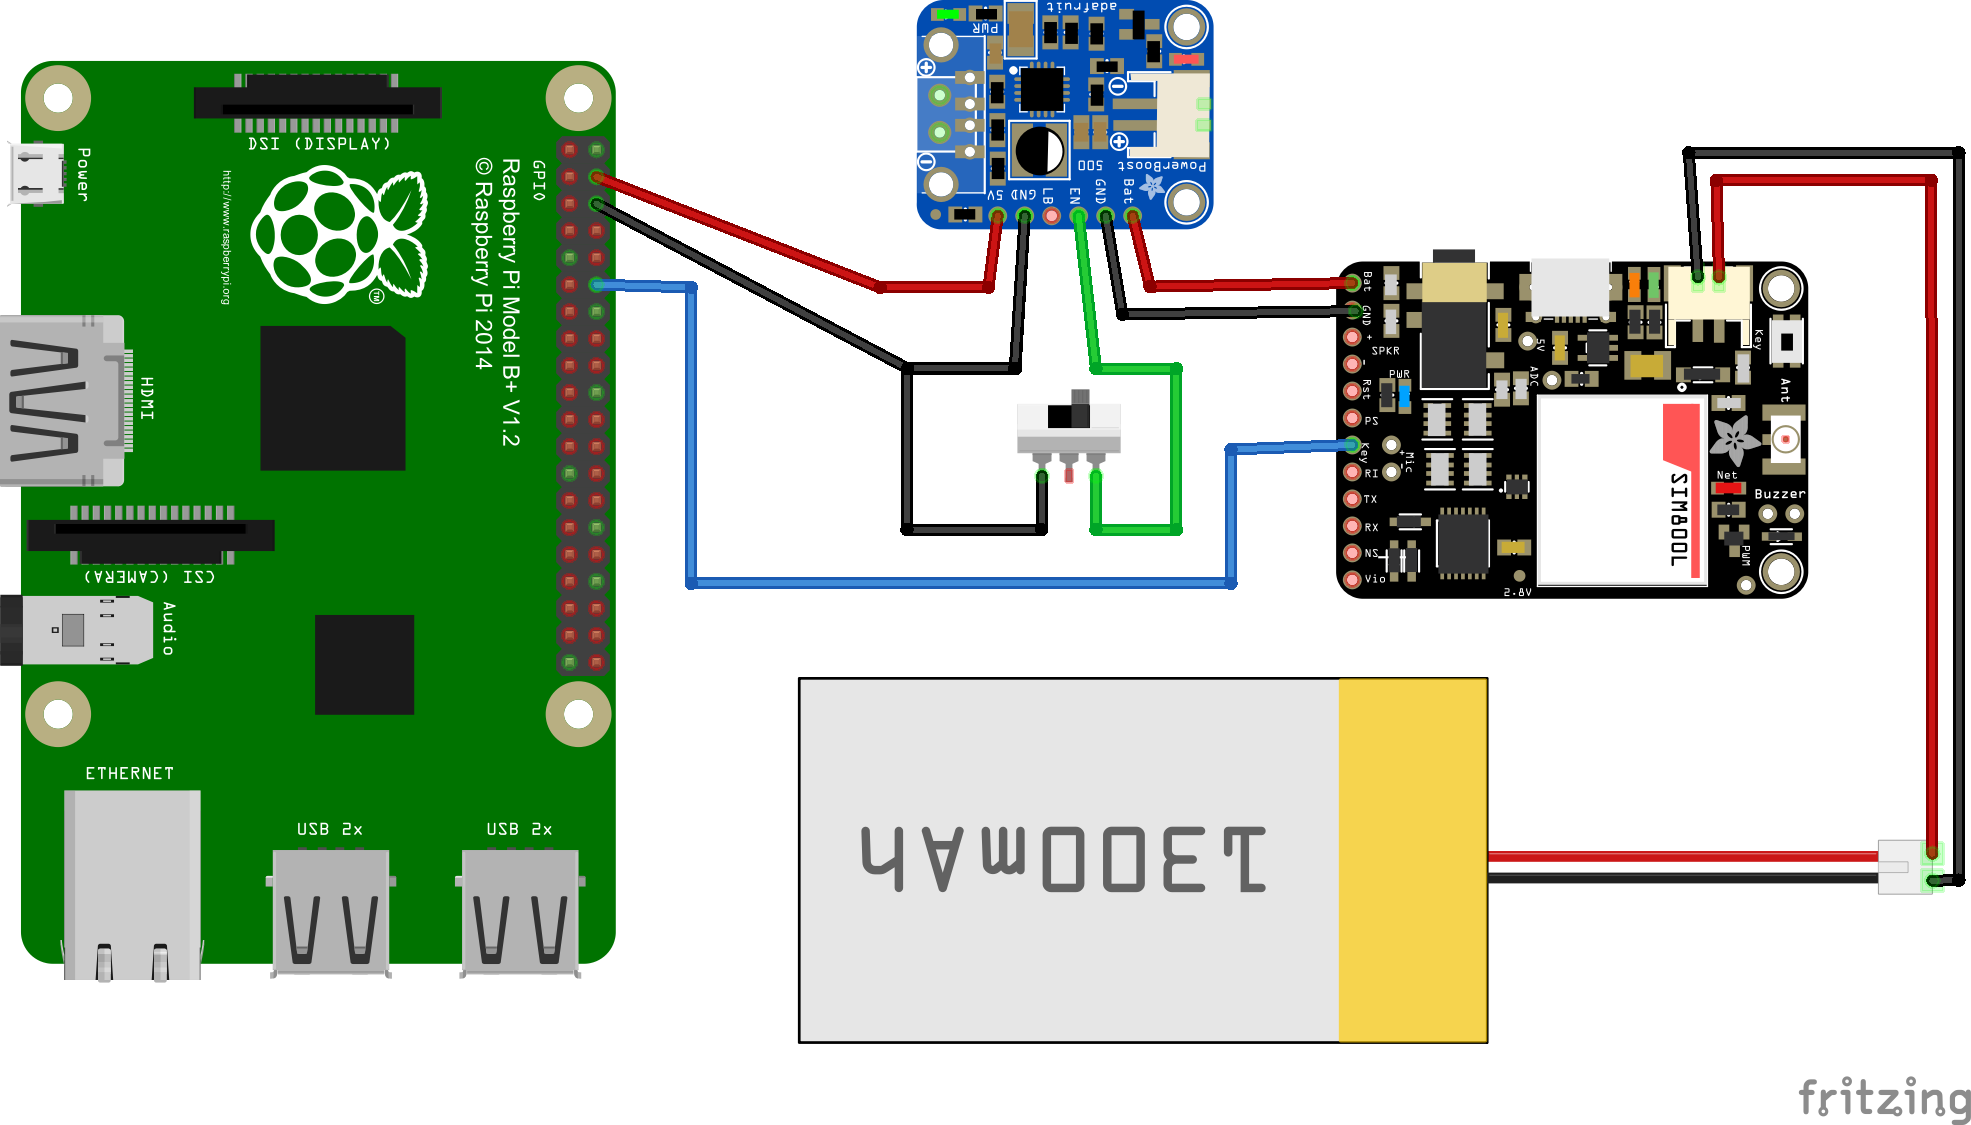 DSI (DISPLAY)
Power
http://www.raspberrypi.org
TM
HDMI
GPIO
Raspberry Pi Model B+ V1.2
© Raspberry Pi 2014
CSI (CAMERA)
Audio
ETHERNET
USB 2x
USB 2x
adafruit
PWR
PowerBoost
500
5V
GND
LB
EN
GND
Bat
Bat
GND
+
SPKR
-
Rst
PWR
PS
Key
Mic
+
-
RI
TX
RX
NS
Vio
5V
ADC
Key
Ant
SIM800L
Net
Buzzer
PWM
2.8V
1300mAh
fritzing